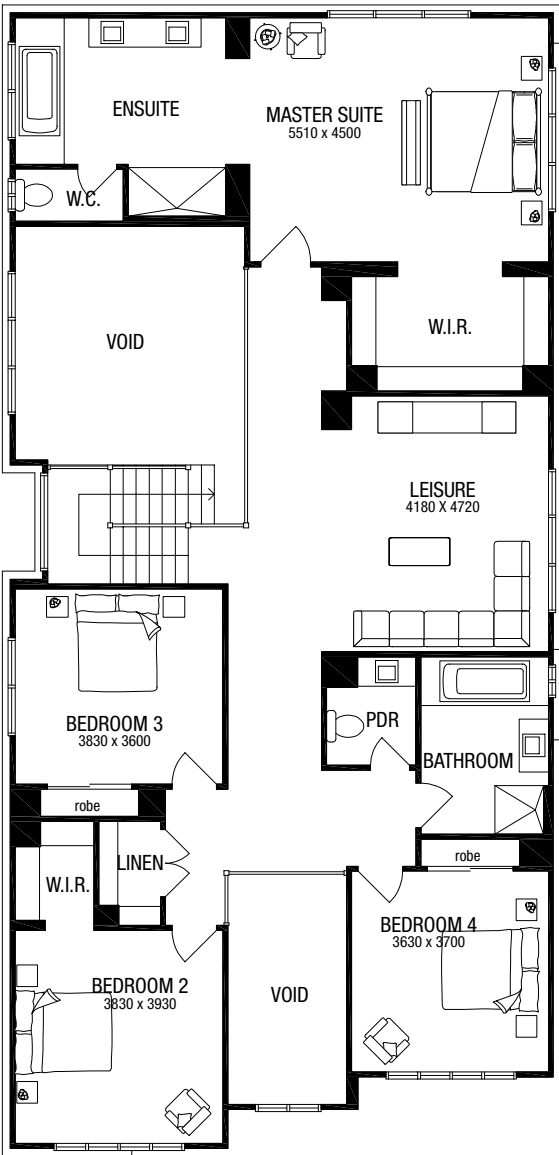 ENSUITE
MASTER SUITE
5510 x 4500
W.C.
VOID
W.I.R.
LEISURE
4180 X 4720
BEDROOM 3
3830 x 3600
PDR
BATHROOM
robe
LINEN
W.I.R.
robe
BEDROOM 4
3630 x 3700
BEDROOM 2
3830 x 3930
VOID